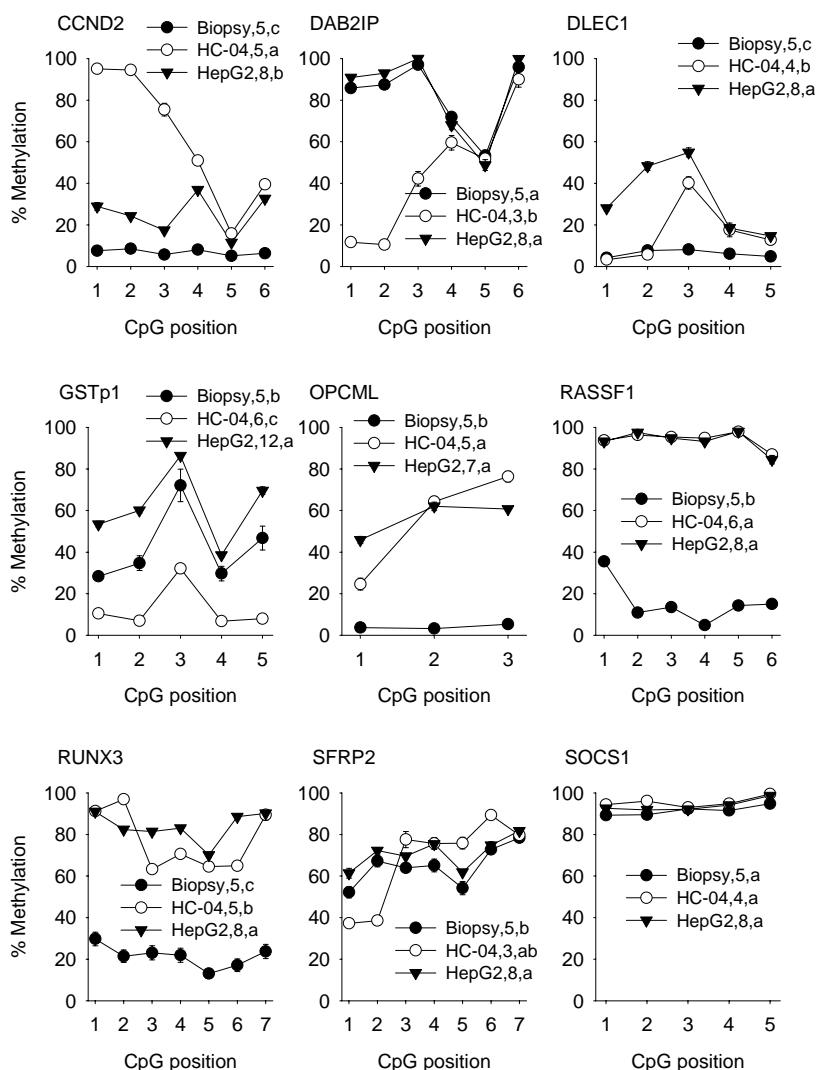 CCND2
Biopsy,5,c
HC-04,5,a
HepG2,8,b
% Methylation
100
80
60
40
20
0
1 2 3 4 5 6
CpG position
DAB2IP
100
80
60
40
20
0
Biopsy,5,a
HC-04,3,b
HepG2,8,a
1 2 3 4 5 6
CpG position
DLEC1
Biopsy,5,c
HC-04,4,b
HepG2,8,a
100
80
60
40
20
0
1 2 3 4 5
CpG position
GSTp1
Biopsy,5,b
HC-04,6,c
HepG2,12,a
% Methylation
100
80
60
40
20
0
1 2 3 4 5
CpG position
OPCML
Biopsy,5,b
HC-04,5,a
HepG2,7,a
100
80
60
40
20
0
1 2 3
CpG position
RASSF1
100
80
60
40
20
0
Biopsy,5,b
HC-04,6,a
HepG2,8,a
1 2 3 4 5 6
CpG position
RUNX3
% Methylation
100
80
60
40
20
0
Biopsy,5,c
HC-04,5,b
HepG2,8,a
1 2 3 4 5 6 7
CpG position
SFRP2
100
80
60
40
20
0
Biopsy,5,b
HC-04,3,ab
HepG2,8,a
1 2 3 4 5 6 7
CpG position
SOCS1
100
80
60
40
20
0
Biopsy,5,a
HC-04,4,a
HepG2,8,a
1 2 3 4 5
CpG position